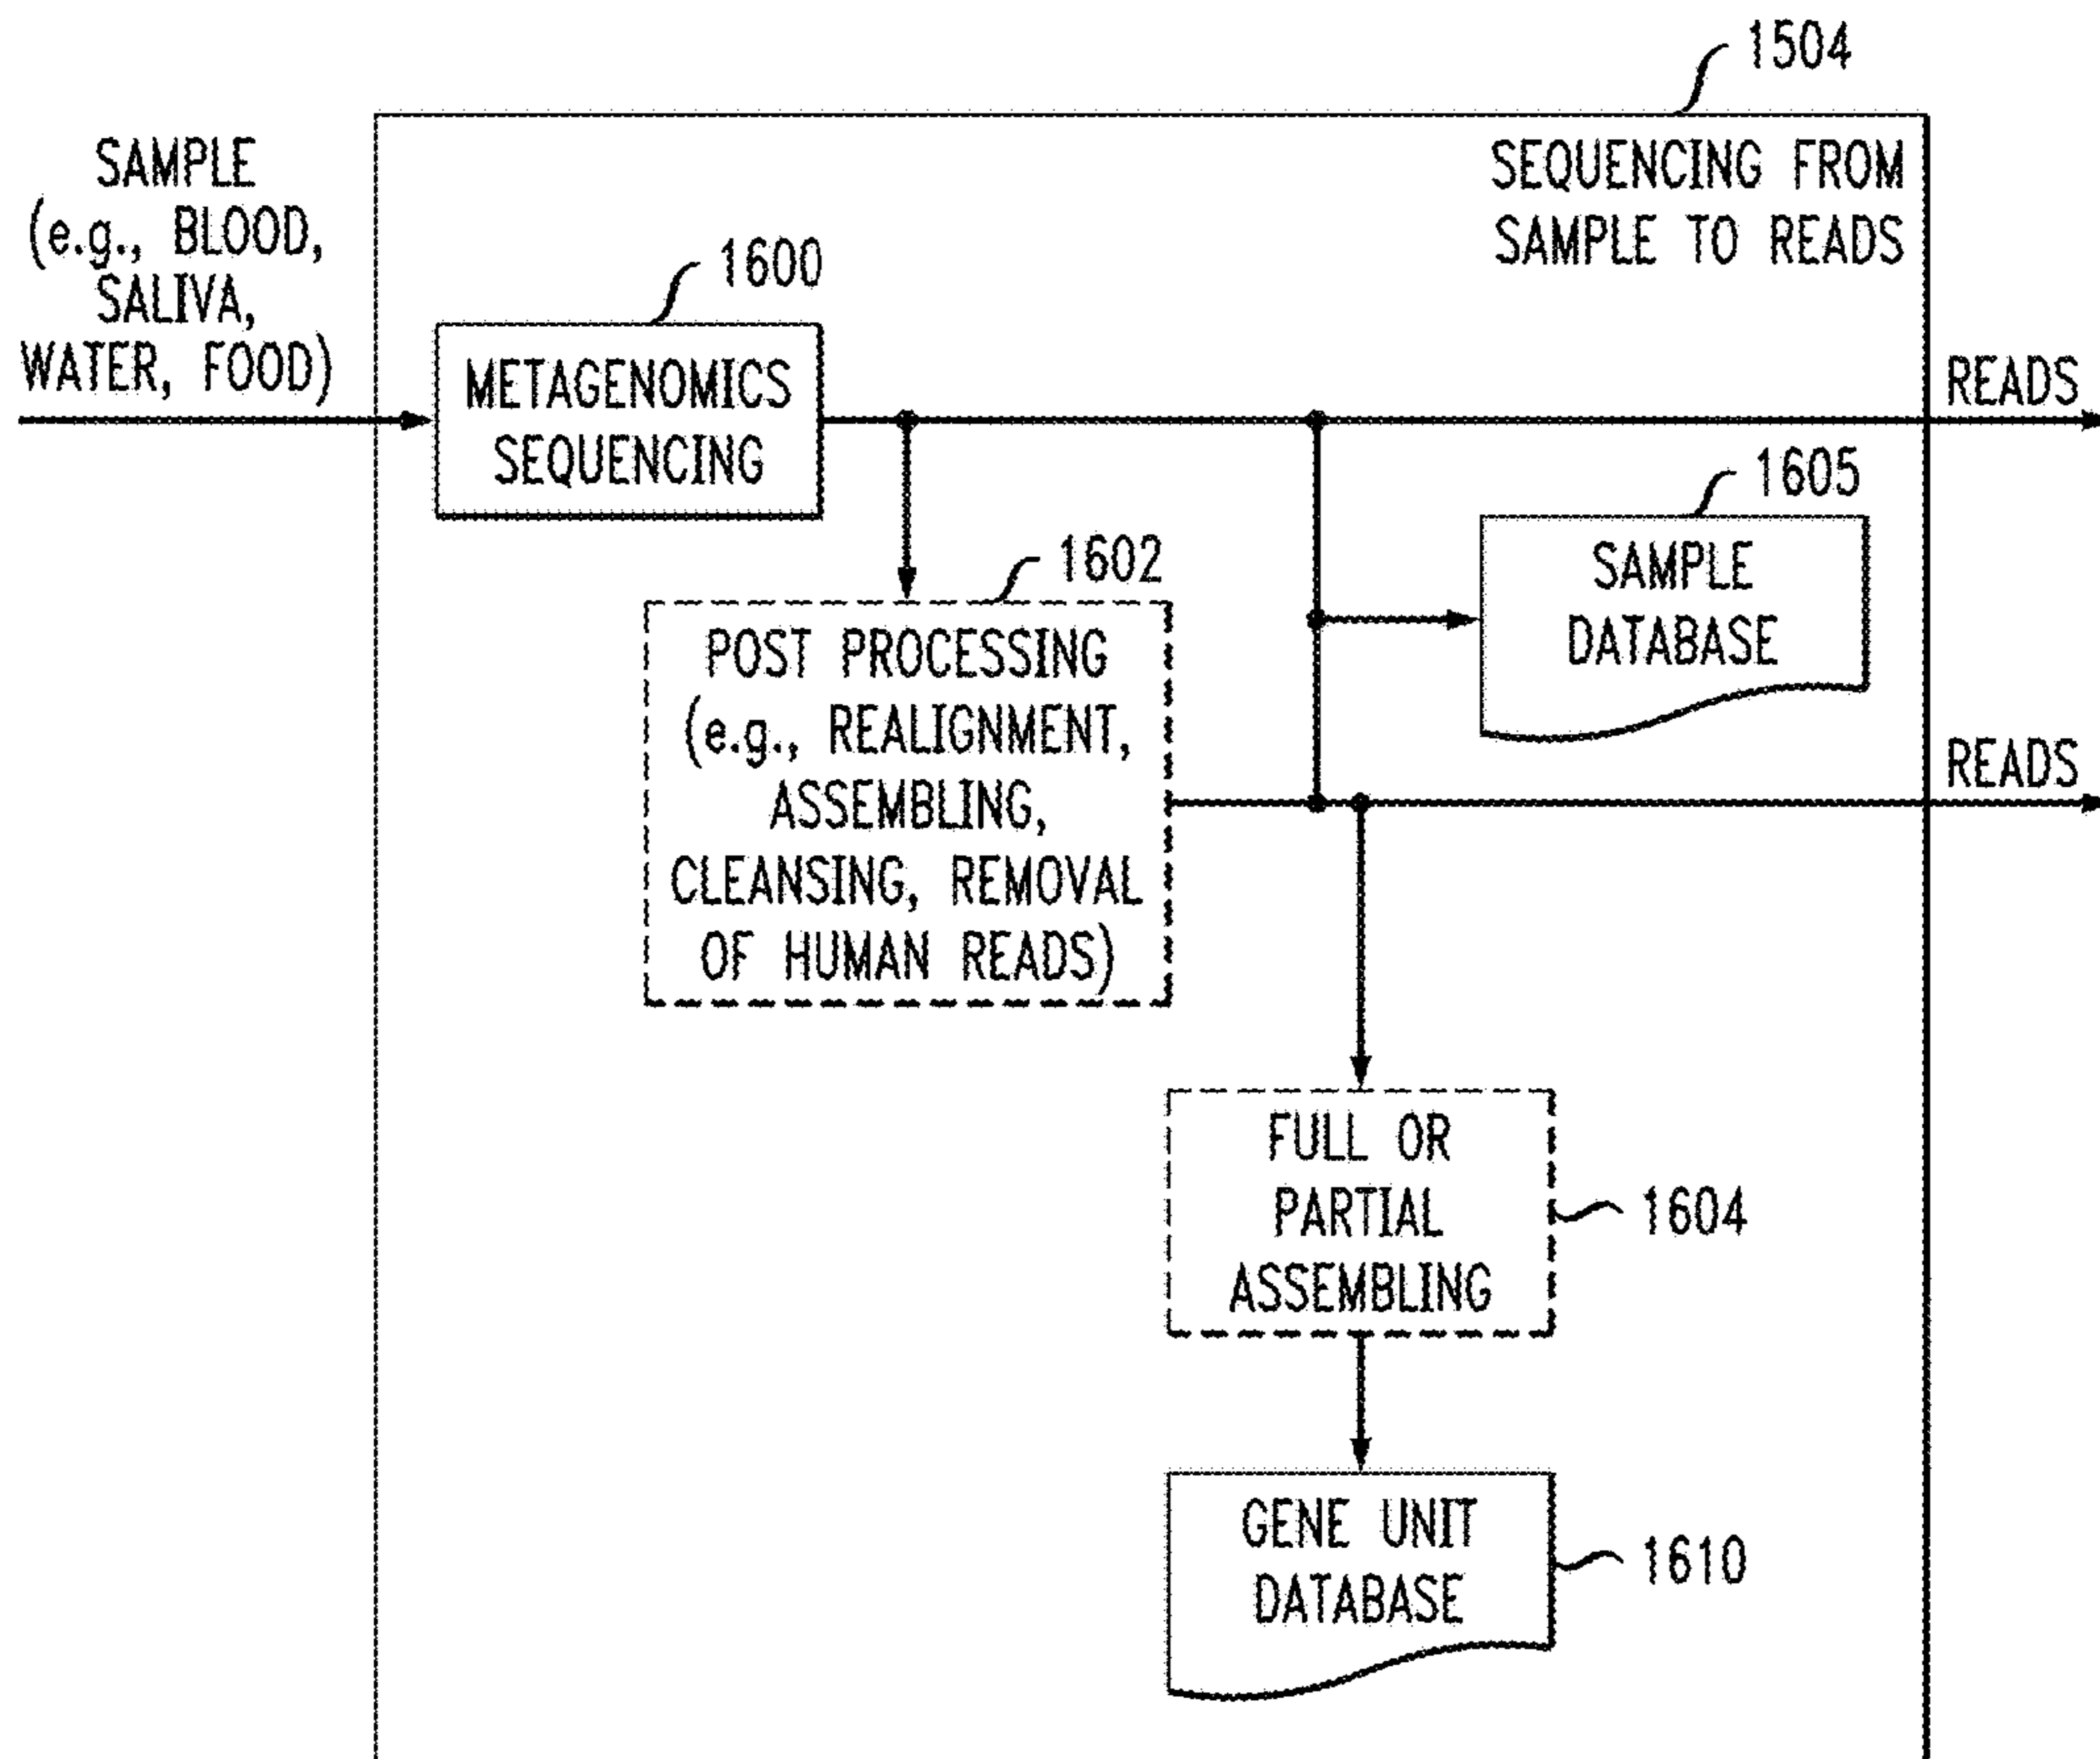 1504
SAMPLE
(e.g., BLOOD,
SALIVA,
WATER, FOOD)
SEQUENCING FROM
SAMPLE TO READS
1600
METAGENOMICS
SEQUENCING
READS
1605
SAMPLE
DATABASE
1602
POST PROCESSING
(e.g., REALIGNMENT,
ASSEMBLING,
CLEANSING, REMOVAL
OF HUMAN READS)
READS
FULL OR
PARTIAL
ASSEMBLING
1604
GENE UNIT
DATABASE
1610